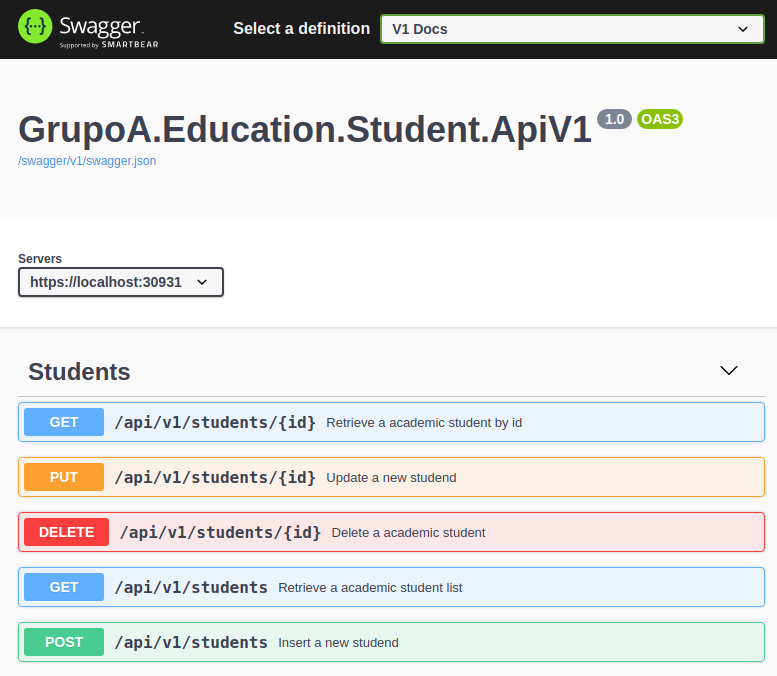 {···} Swagger.
Supported by SMARTBEAR
Select a definition
V1 Docs
GrupoA.Education.Student.ApiV1 1.0 OAS3
/swagger/v1/swagger.json
Servers
https://localhost:30931
Students
GET /api/v1/students/{id} Retrieve a academic student by id
PUT /api/v1/students/{id} Update a new studend
DELETE /api/v1/students/{id} Delete a academic student
GET /api/v1/students Retrieve a academic student list
POST /api/v1/students Insert a new studend